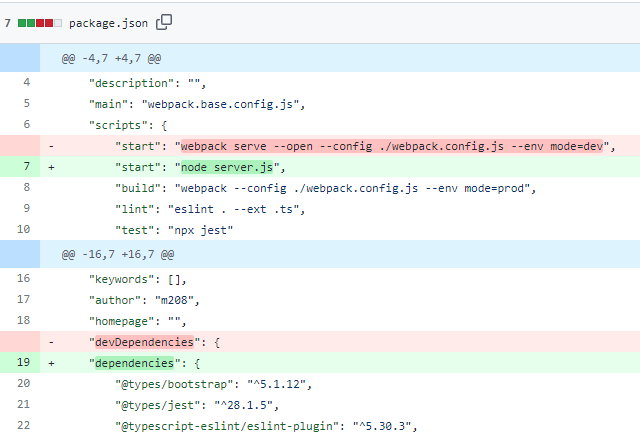 7 package.json
@@ -4,7 +4,7 @@
4 "description": "",
5 "main": "webpack.base.config.js",
6 "scripts": {
- "start": "webpack serve --open --config ./webpack.config.js --env mode=dev",
7 + "start": "node server.js",
8 "build": "webpack --config ./webpack.config.js --env mode=prod",
9 "lint": "eslint . --ext .ts",
10 "test": "npx jest"
@@ -16,7 +16,7 @@
16 "keywords": [],
17 "author": "m208",
18 "homepage": "",
- "devDependencies": {
19 + "dependencies": {
20 "@types/bootstrap": "^5.1.12",
21 "@types/jest": "^28.1.5",
22 "@typescript-eslint/eslint-plugin": "^5.30.3",